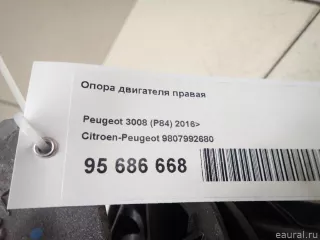 Опора двигателя правая
Peugeot 3008 (P84) 2016>
Citroen-Peugeot 9807992680
95 686 668
eaural.ru